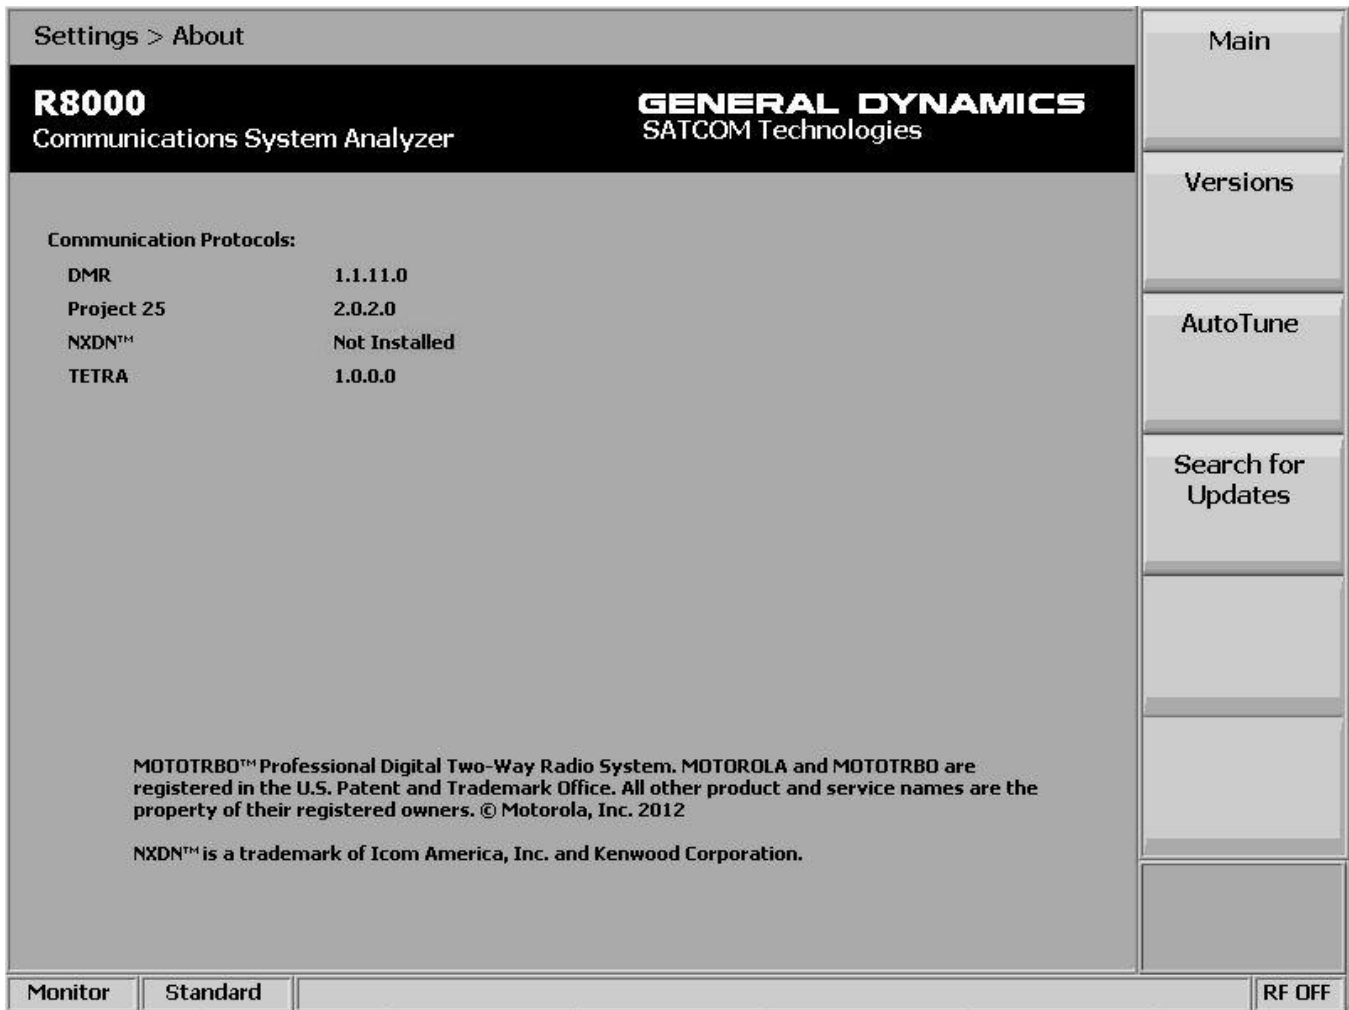 Settings > About
R8000
Communications System Analyzer
GENERAL DYNAMICS
SATCOM Technologies
Communication Protocols:
DMR 1.1.11.0
Project 25 2.0.2.0
NXDN™ Not Installed
TETRA 1.0.0.0
MOTOTRBO™ Professional Digital Two-Way Radio System. MOTOROLA and MOTOTRBO are
registered in the U.S. Patent and Trademark Office. All other product and service names are the
property of their registered owners. © Motorola, Inc. 2012
NXDN™ is a trademark of Icom America, Inc. and Kenwood Corporation.
Main
Versions
AutoTune
Search for
Updates
Monitor Standard RF OFF